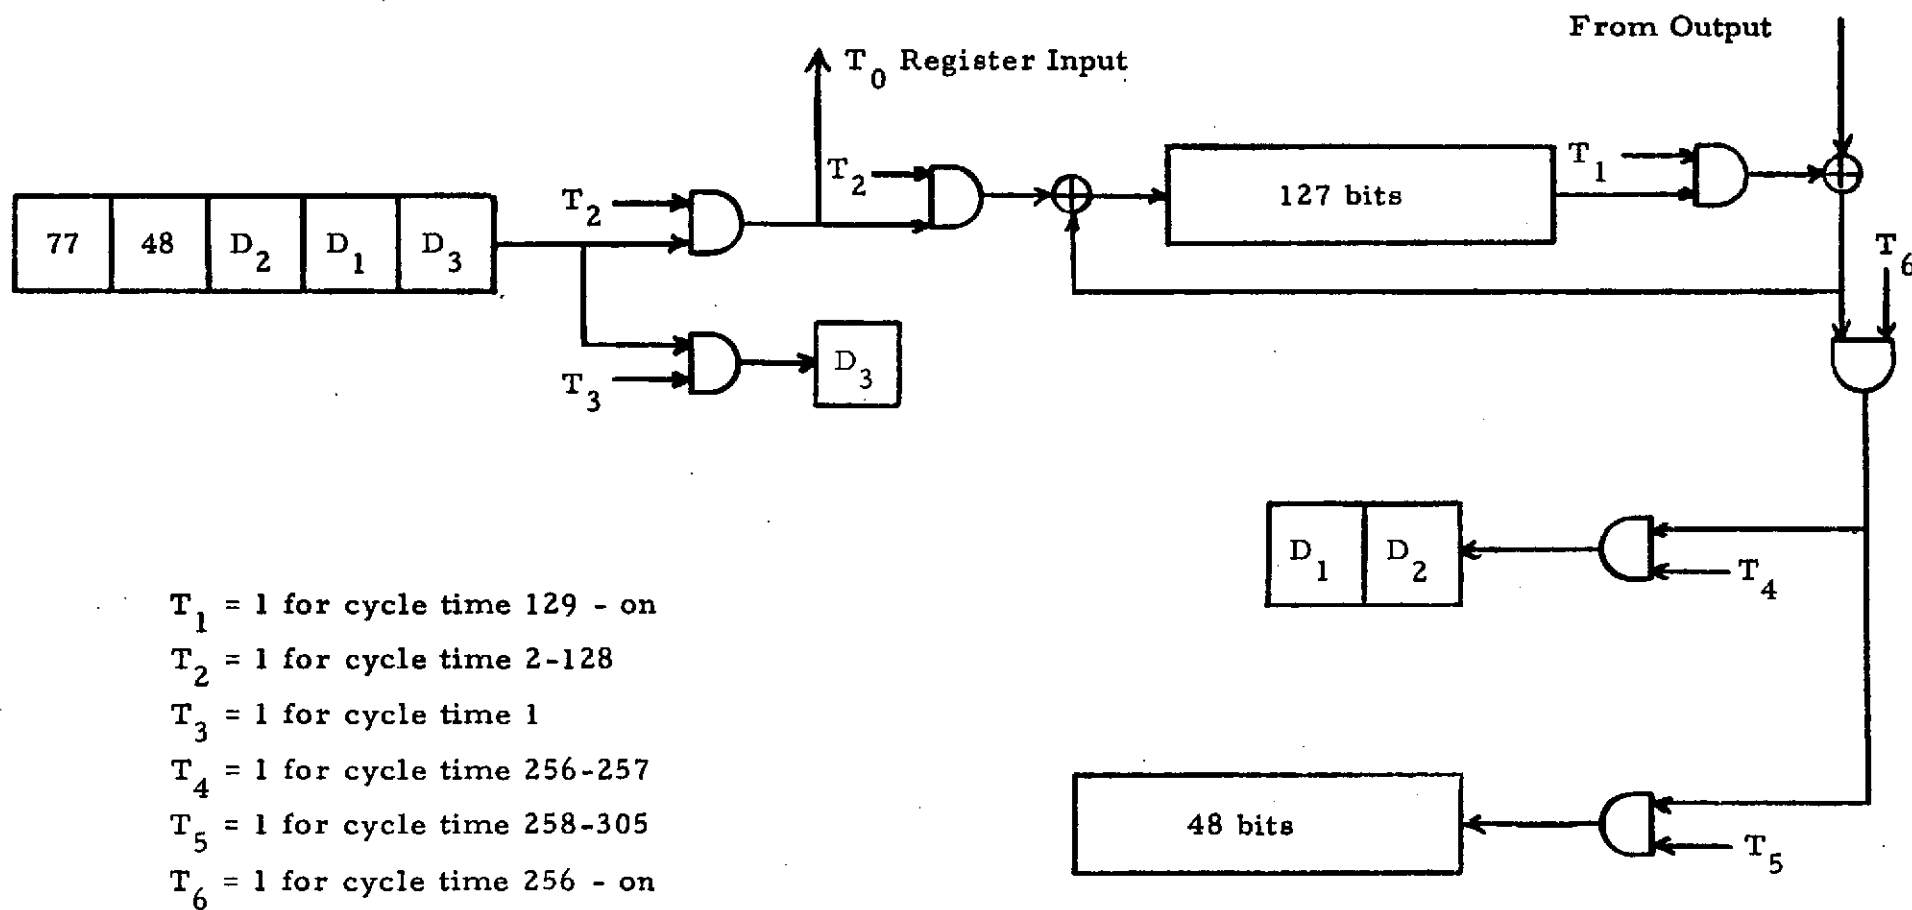 From Output
T0 Register Input
T2
T1
127 bits
T2
77 48 D2 D1 D3
T6
D3
T3
D1 D2
T4
T1 = 1 for cycle time 129 - on
T2 = 1 for cycle time 2-128
T3 = 1 for cycle time 1
T4 = 1 for cycle time 256-257
T5 = 1 for cycle time 258-305
T6 = 1 for cycle time 256 - on
48 bits
T5